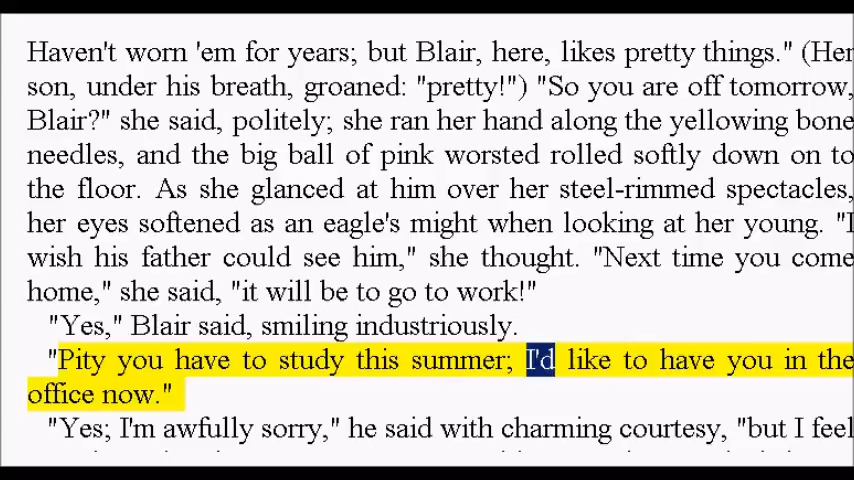 Haven't worn 'em for years; but Blair, here, likes pretty things." (Her
son, under his breath, groaned: "pretty!") "So you are off tomorrow,
Blair?" she said, politely; she ran her hand along the yellowing bone
needles, and the big ball of pink worsted rolled softly down on to
the floor. As she glanced at him over her steel-rimmed spectacles,
her eyes softened as an eagle's might when looking at her young. "I
wish his father could see him," she thought. "Next time you come
home," she said, "it will be to go to work!"
"Yes," Blair said, smiling industriously.
"Pity you have to study this summer; I'd like to have you in the
office now."
"Yes; I'm awfully sorry," he said with charming courtesy, "but I feel